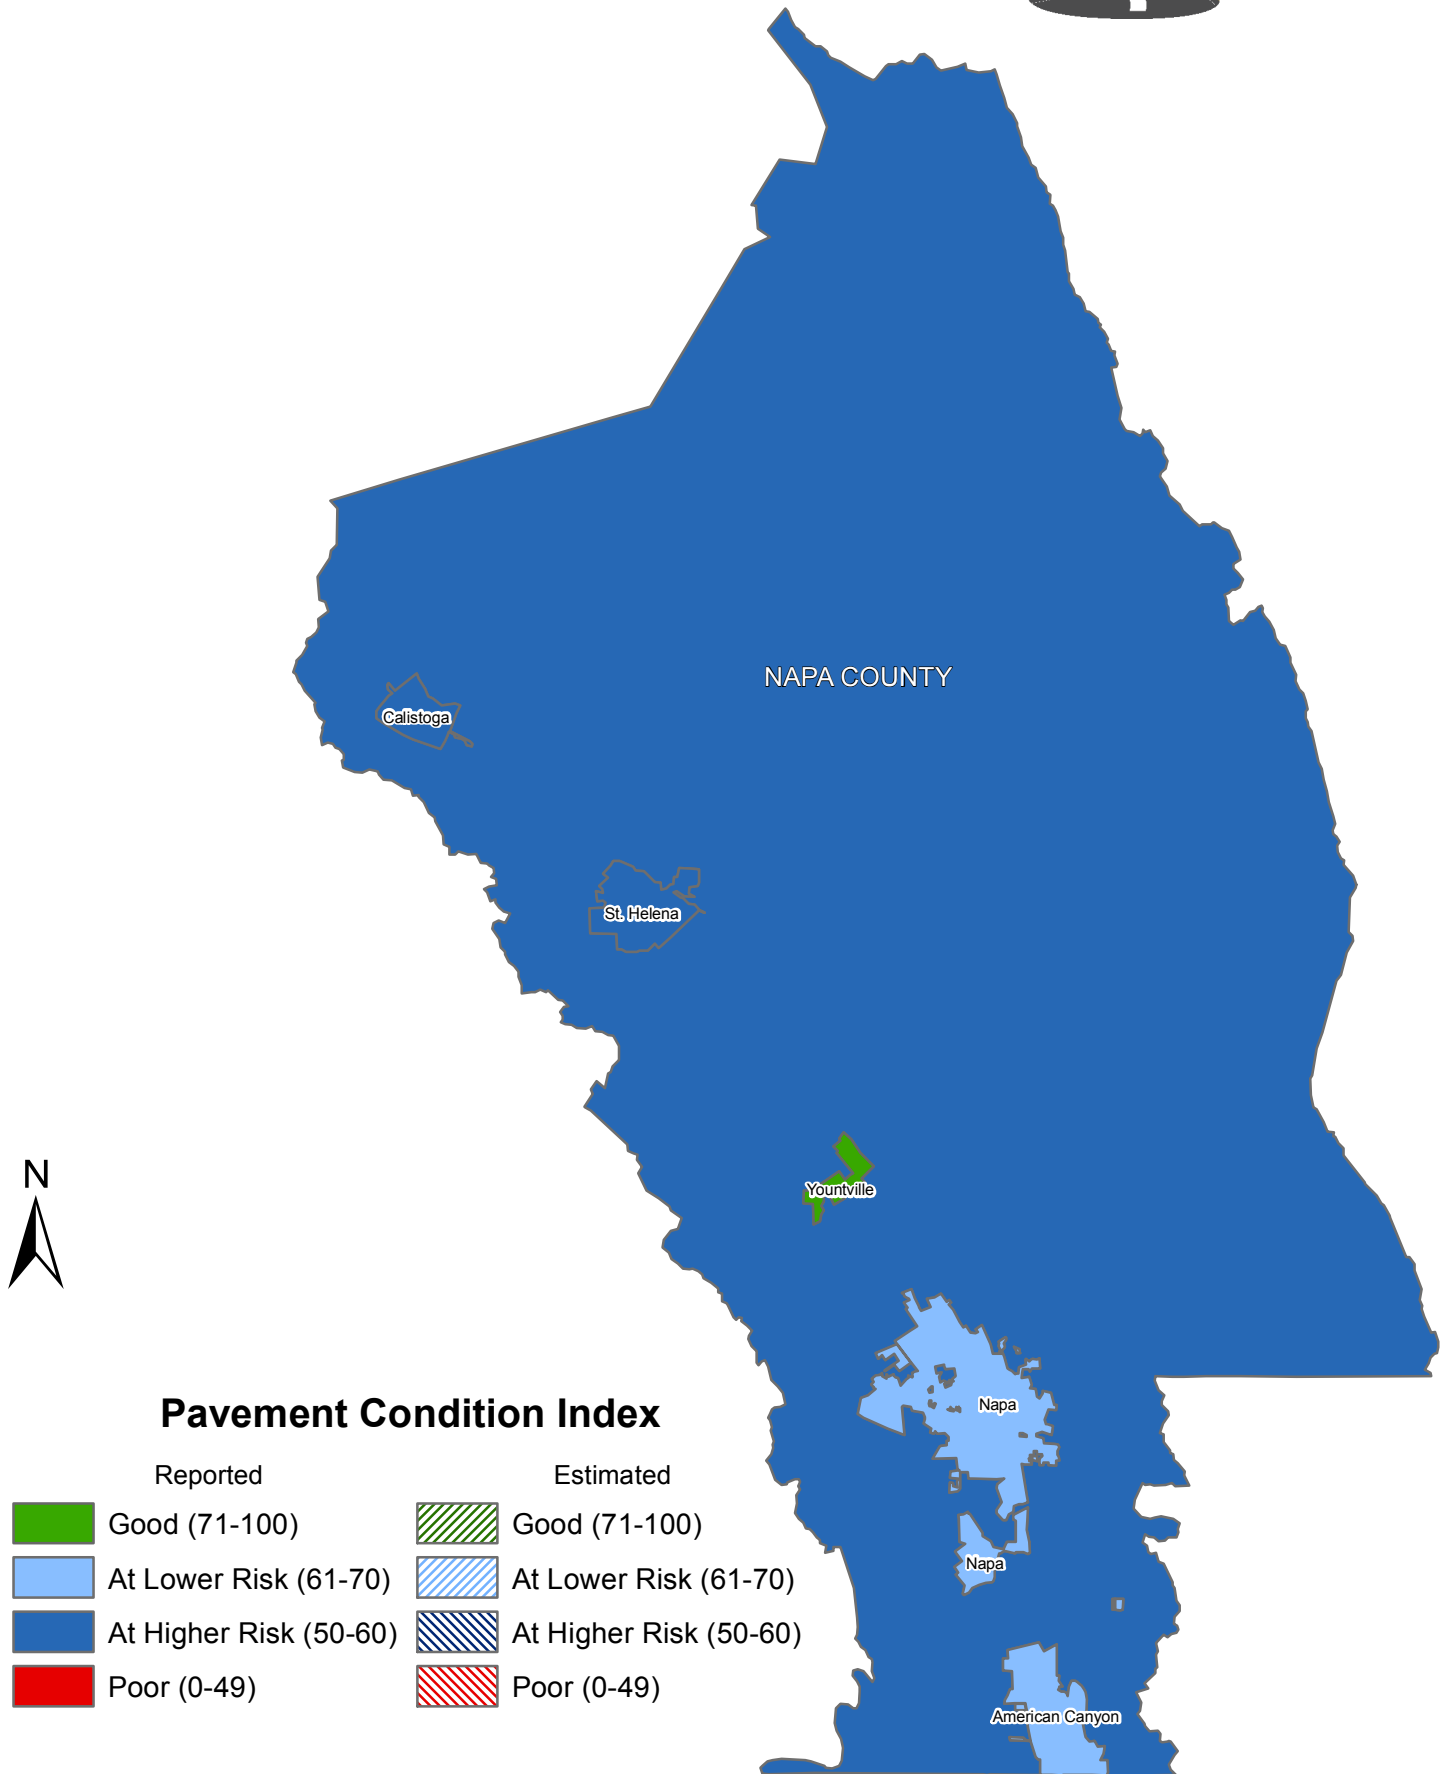 NAPA COUNTY
Calistoga
St. Helena
N
Yountville
Napa
Napa
American Canyon
Pavement Condition Index
Reported
Good (71-100)
At Lower Risk (61-70)
At Higher Risk (50-60)
Poor (0-49)
Estimated
Good (71-100)
At Lower Risk (61-70)
At Higher Risk (50-60)
Poor (0-49)